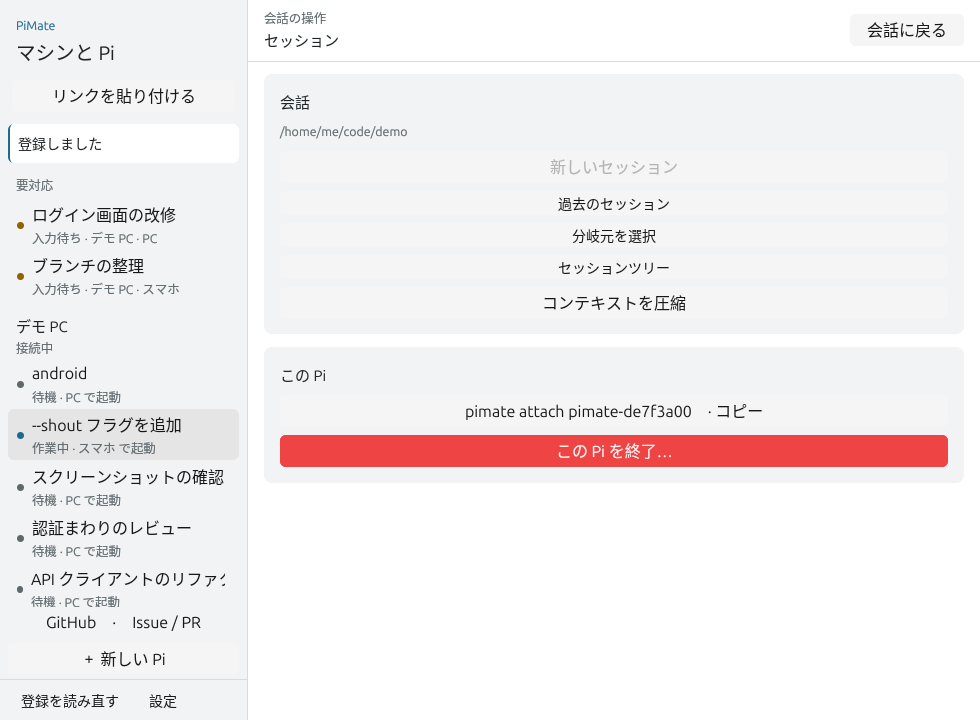 PiMate
マシンと Pi
リンクを貼り付ける
登録しました
要対応
ログイン画面の改修
入力待ち · デモ PC · PC
ブランチの整理
入力待ち · デモ PC · スマホ
デモ PC
接続中
android
待機 · PC で起動
--shout フラグを追加
作業中 · スマホ で起動
スクリーンショットの確認
待機 · PC で起動
認証まわりのレビュー
待機 · PC で起動
API クライアントのリファク
待機 · PC で起動
GitHub · Issue / PR
+ 新しい Pi
登録を読み直す 設定
会話の操作
セッション
会話に戻る
会話
/home/me/code/demo
新しいセッション
過去のセッション
分岐元を選択
セッションツリー
コンテキストを圧縮
この Pi
pimate attach pimate-de7f3a00 · コピー
この Pi を終了…